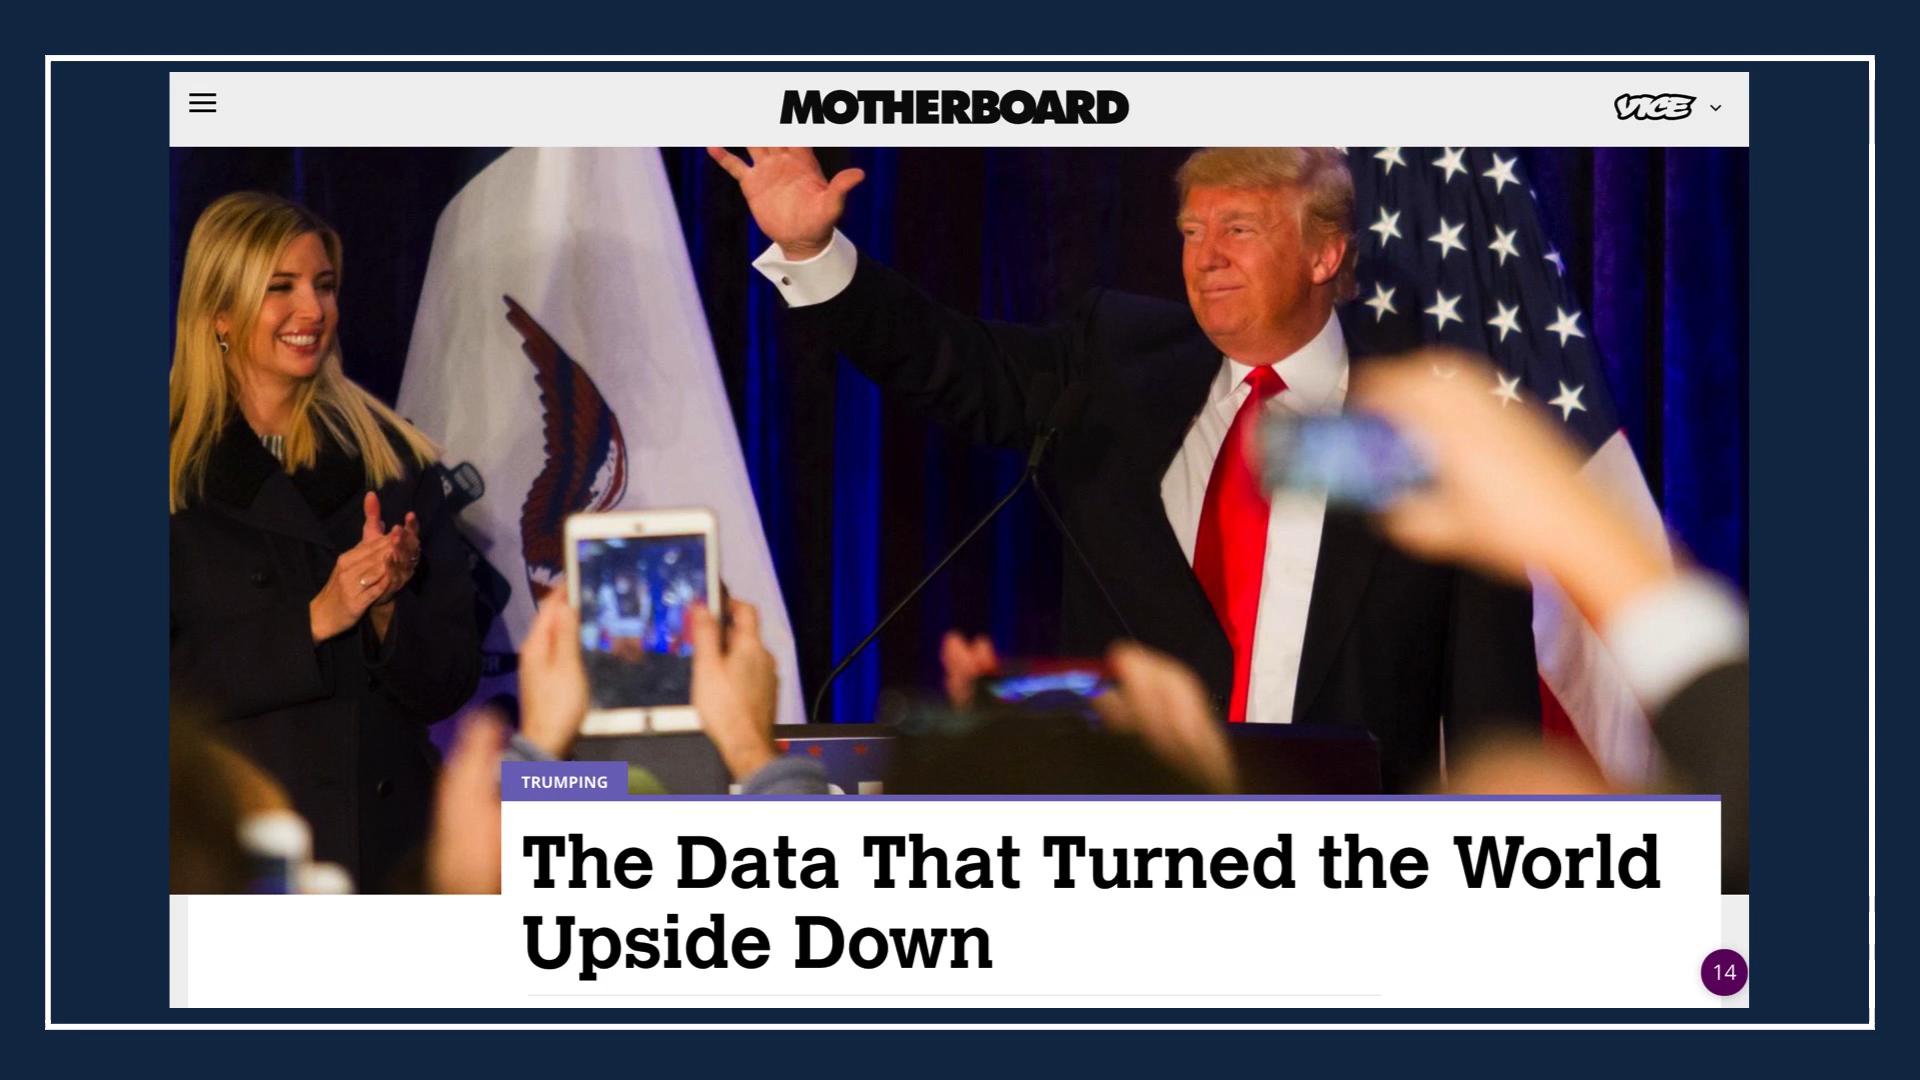 MOTHERBOARD
VICE
TRUMPING
The Data That Turned the World
Upside Down
14